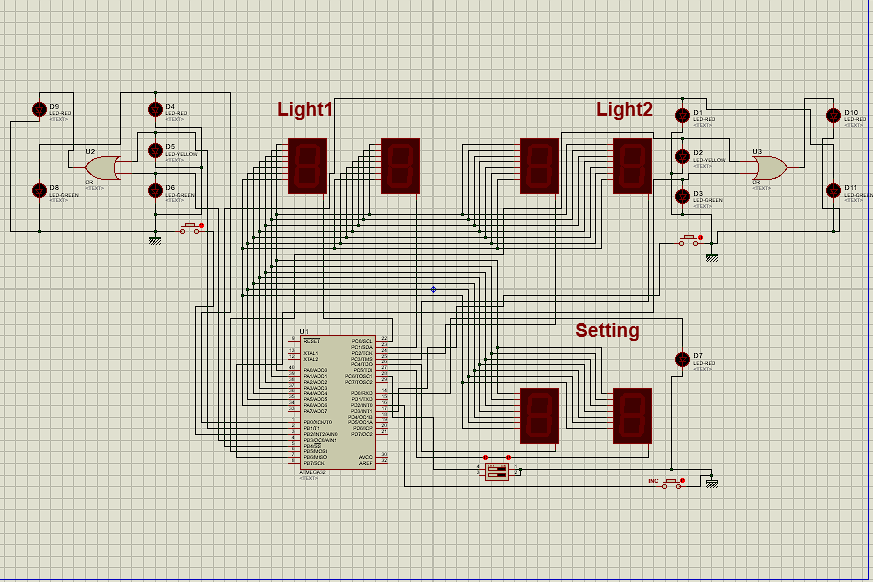 Light1
Light2
D9
LED-RED
<TEXT>
D4
LED-RED
<TEXT>
D1
LED-RED
<TEXT>
D10
LED-RED
<TEXT>
U2
OR
<TEXT>
D5
LED-YELLOW
<TEXT>
D2
LED-YELLOW
<TEXT>
U3
OR
<TEXT>
D8
LED-GREEN
<TEXT>
D6
LED-GREEN
<TEXT>
D3
LED-GREEN
<TEXT>
D11
LED-GREEN
<TEXT>
Setting
U1
RESET
XTAL1
XTAL2
PA0/ADC0
PA1/ADC1
PA2/ADC2
PA3/ADC3
PA4/ADC4
PA5/ADC5
PA6/ADC6
PA7/ADC7
PB0/XCK/T0
PB1/T1
PB2/INT2/AIN0
PB3/OC0/AIN1
PB4/SS
PB5/MOSI
PB6/MISO
PB7/SCK
PC0/SCL
PC1/SDA
PC2/TCK
PC3/TMS
PC4/TDO
PC5/TDI
PC6/TOSC1
PC7/TOSC2
PD0/RXD
PD1/TXD
PD2/INT0
PD3/INT1
PD4/OC1B
PD5/OC1A
PD6/ICP
PD7/OC2
AVCC
AREF
ATMEGA32
<TEXT>
D7
LED-RED
<TEXT>
INC